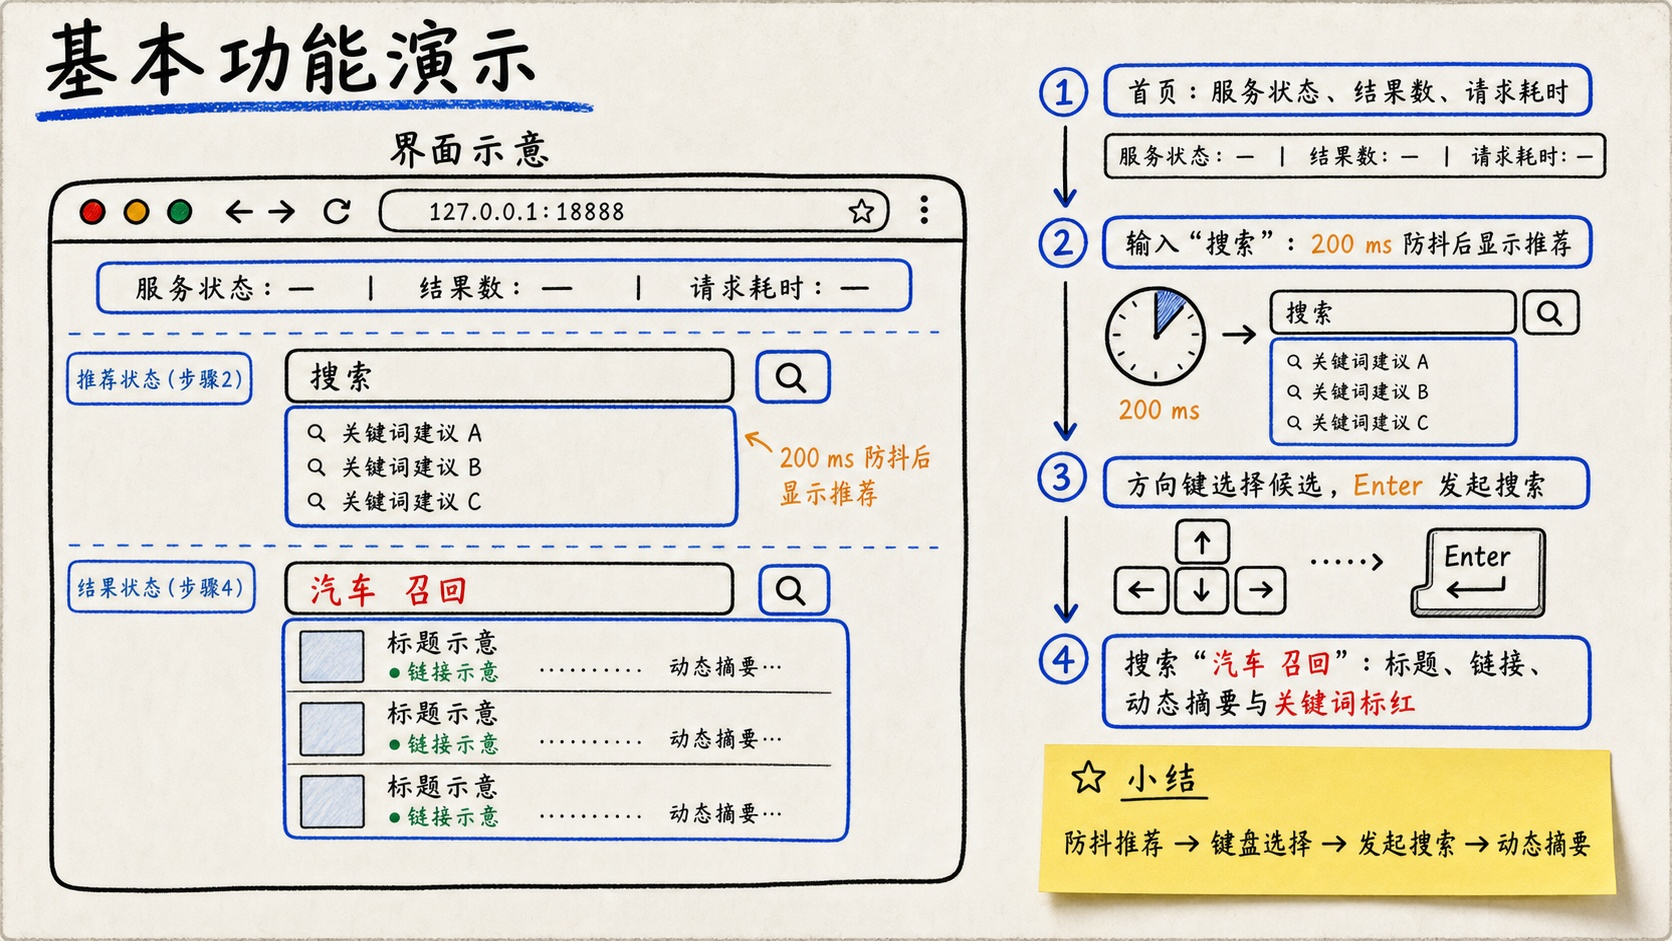 基本功能演示
界面示意
127.0.0.1:18888
服务状态：— | 结果数：— | 请求耗时：—
推荐状态(步骤2)
搜索
关键词建议 A
关键词建议 B
关键词建议 C
200 ms 防抖后
显示推荐
结果状态(步骤4)
汽车 召回
标题示意
链接示意 .......... 动态摘要…
标题示意
链接示意 .......... 动态摘要…
标题示意
链接示意 .......... 动态摘要…
1 首页：服务状态、结果数、请求耗时
服务状态：— | 结果数：— | 请求耗时：—
2 输入“搜索”：200 ms 防抖后显示推荐
搜索
关键词建议 A
关键词建议 B
关键词建议 C
200 ms
3 方向键选择候选，Enter 发起搜索
Enter
4 搜索“汽车 召回”：标题、链接、
动态摘要与关键词标红
小结
防抖推荐→键盘选择→发起搜索→动态摘要